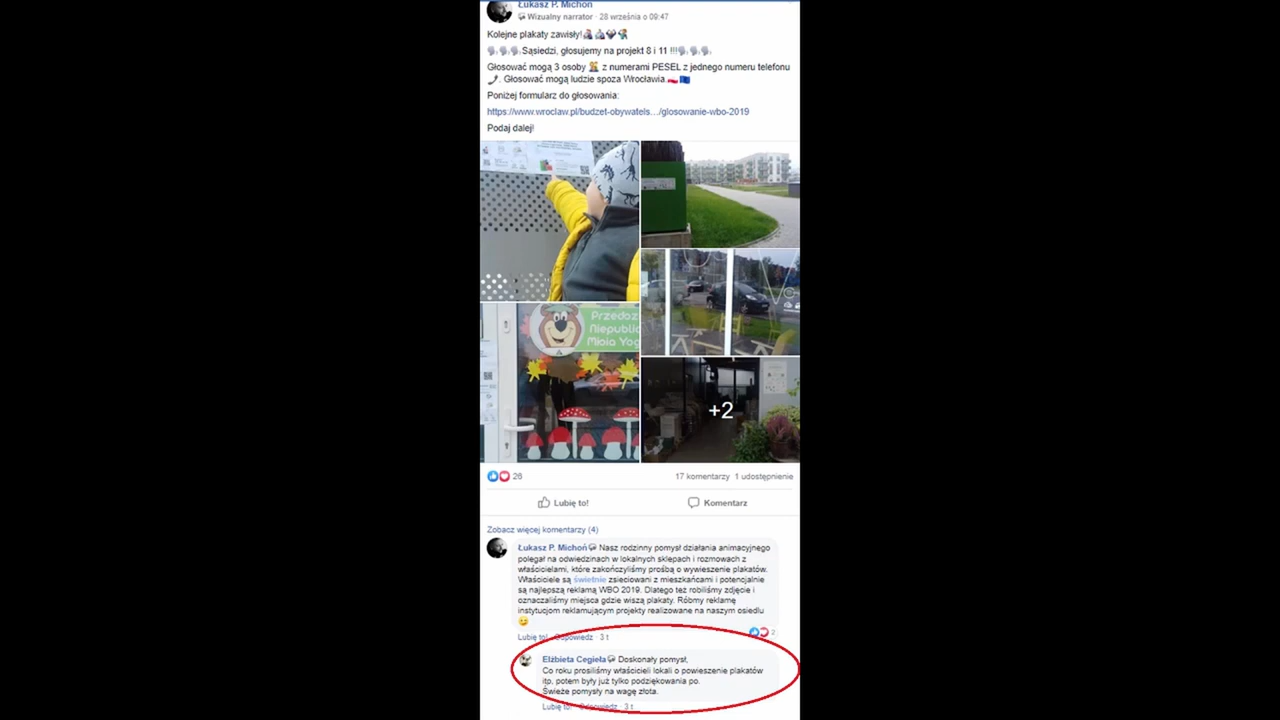 Łukasz P. Michoń
Wizualny narrator · 28 września o 09:47
Kolejne plakaty zawisły!
Sąsiedzi, głosujemy na projekt 8 i 11 !!!
Głosować mogą 3 osoby z numerami PESEL z jednego numeru telefonu
. Głosować mogą ludzie spoza Wrocławia.
Poniżej formularz do głosowania:
https://www.wroclaw.pl/budzet-obywatels…/glosowanie-wbo-2019
Podaj dalej!
Przedsz
Niepublic
Misia Yog
+2
26
17 komentarzy 1 udostępnienie
Lubię to!
Komentarz
Zobacz więcej komentarzy (4)
Łukasz P. Michoń Nasz rodzinny pomysł działania animacyjnego
polegał na odwiedzinach w lokalnych sklepach i rozmowach z
właścicielami, które zakończyliśmy prośbą o wywieszenie plakatów.
Właściciele są świetnie zsieciowani z mieszkańcami i potencjalnie
są najlepszą reklamą WBO 2019. Dlatego też robiliśmy zdjęcie i
oznaczaliśmy miejsca gdzie wiszą plakaty. Róbmy reklamę
instytucjom reklamującym projekty realizowane na naszym osiedlu
2
Lubię to! · Odpowiedz · 3 t
Elżbieta Cegieła Doskonały pomysł,
Co roku prosiliśmy właścicieli lokali o powieszenie plakatów
itp, potem były już tylko podziękowania po.
Świeże pomysły na wagę złota.
Lubię to! · Odpowiedz · 3 t